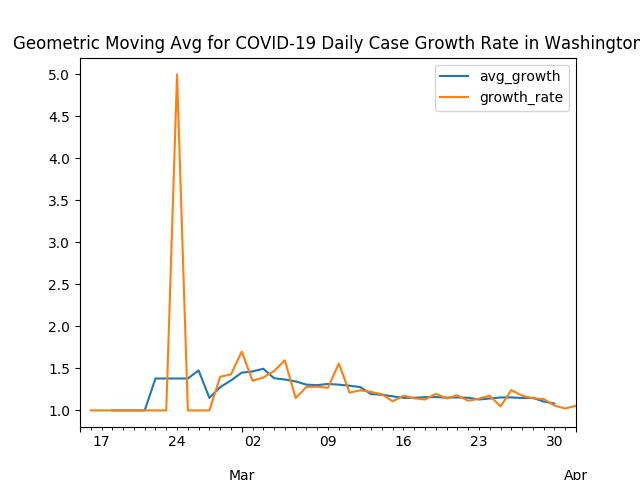 Geometric Moving Avg for COVID-19 Daily Case Growth Rate in Washington
avg_growth
growth_rate
5.0
4.5
4.0
3.5
3.0
2.5
2.0
1.5
1.0
17 24 02 09 16 23 30
Mar Apr